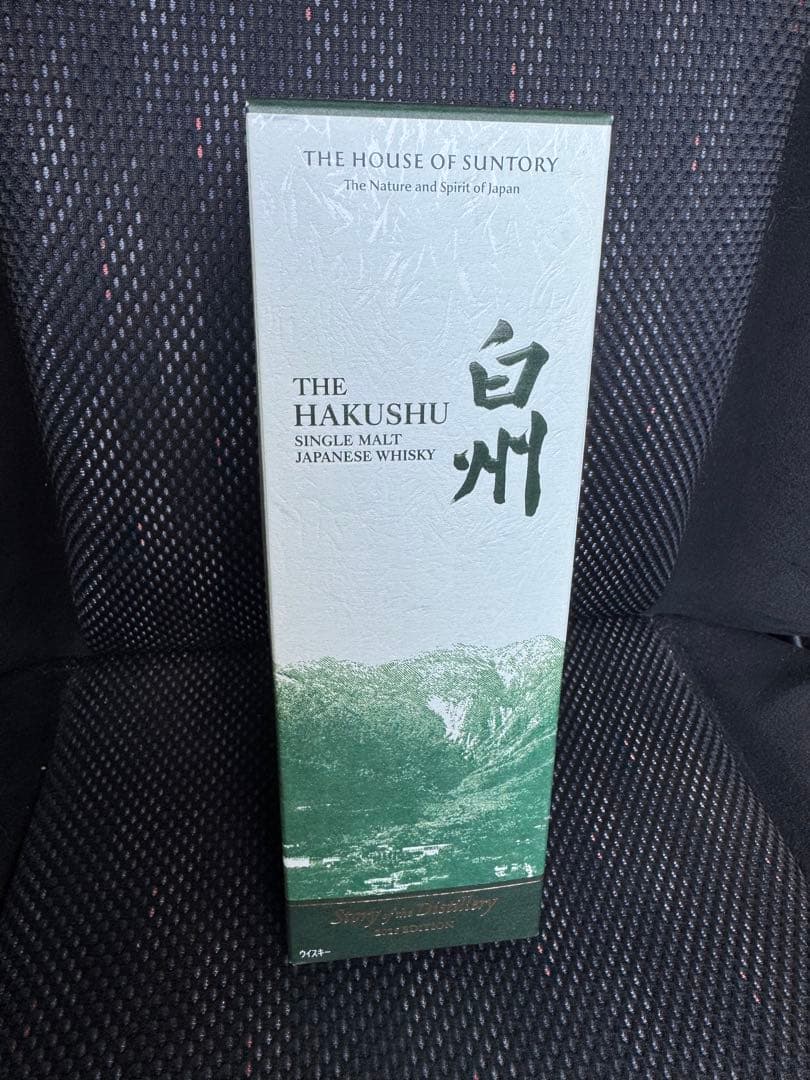 THE HOUSE OF SUNTORY
The Nature and Spirit of Japan
白州
THE
HAKUSHU
SINGLE MALT
JAPANESE WHISKY
Story of the Distillery
EDITION
ウイスキー